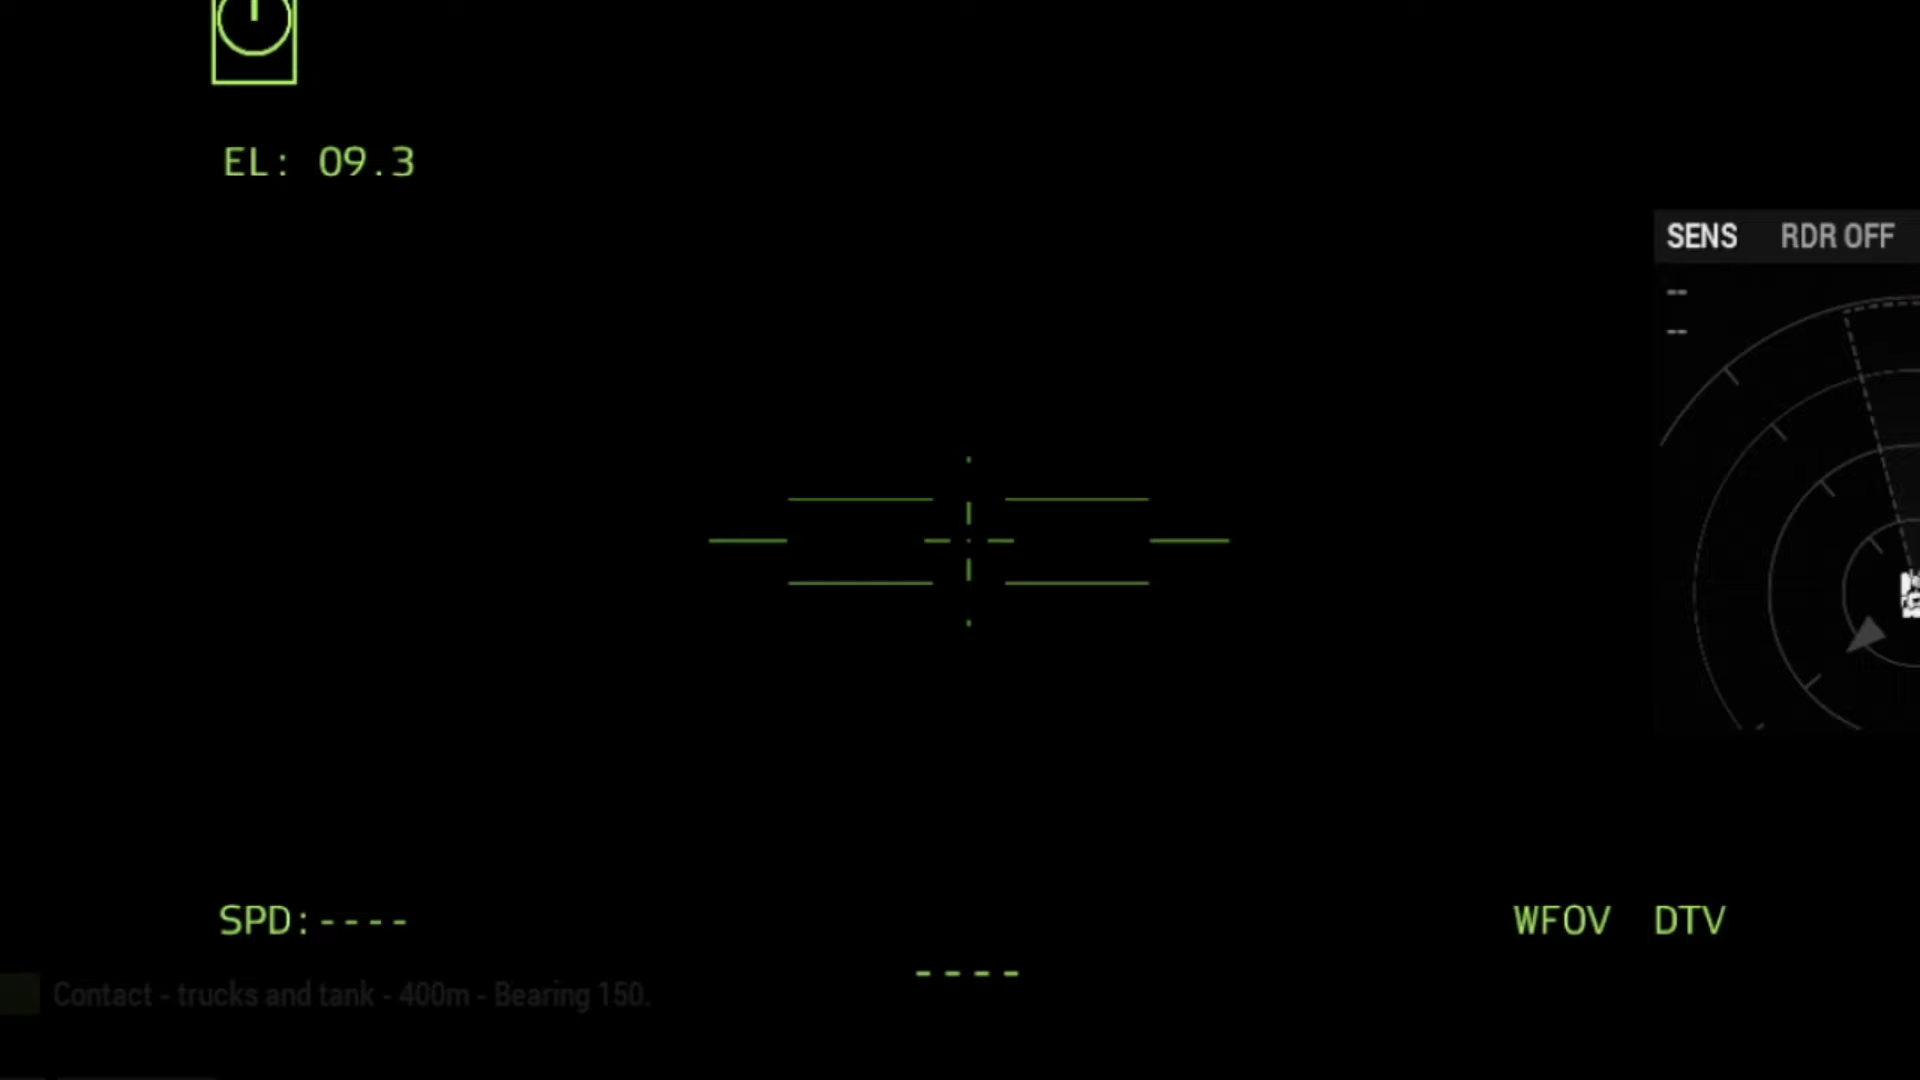 EL: 09.3
SENS RDR OFF
--
--
SPD:----
WFOV DTV
----
Contact - trucks and tank - 400m - Bearing 150.